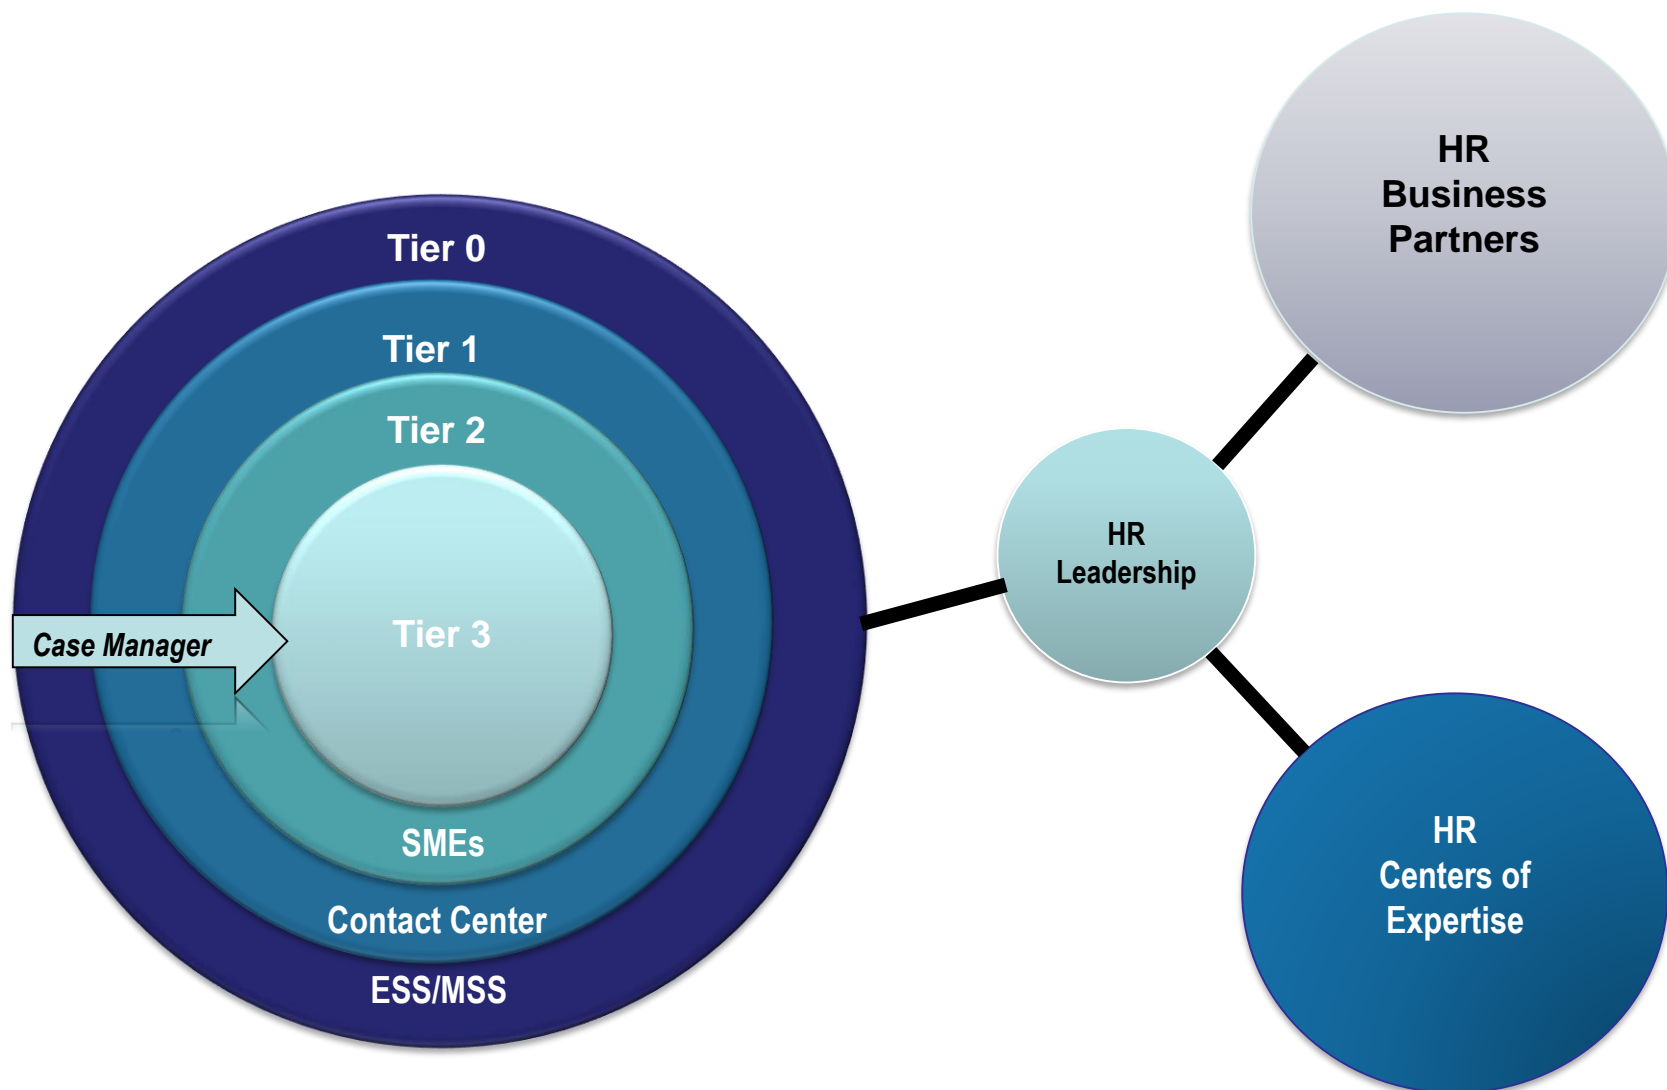 Tier 0
Tier 1
Tier 2
Tier 3
Case Manager
SMEs
Contact Center
ESS/MSS
HR
Leadership
HR
Business
Partners
HR
Centers of
Expertise